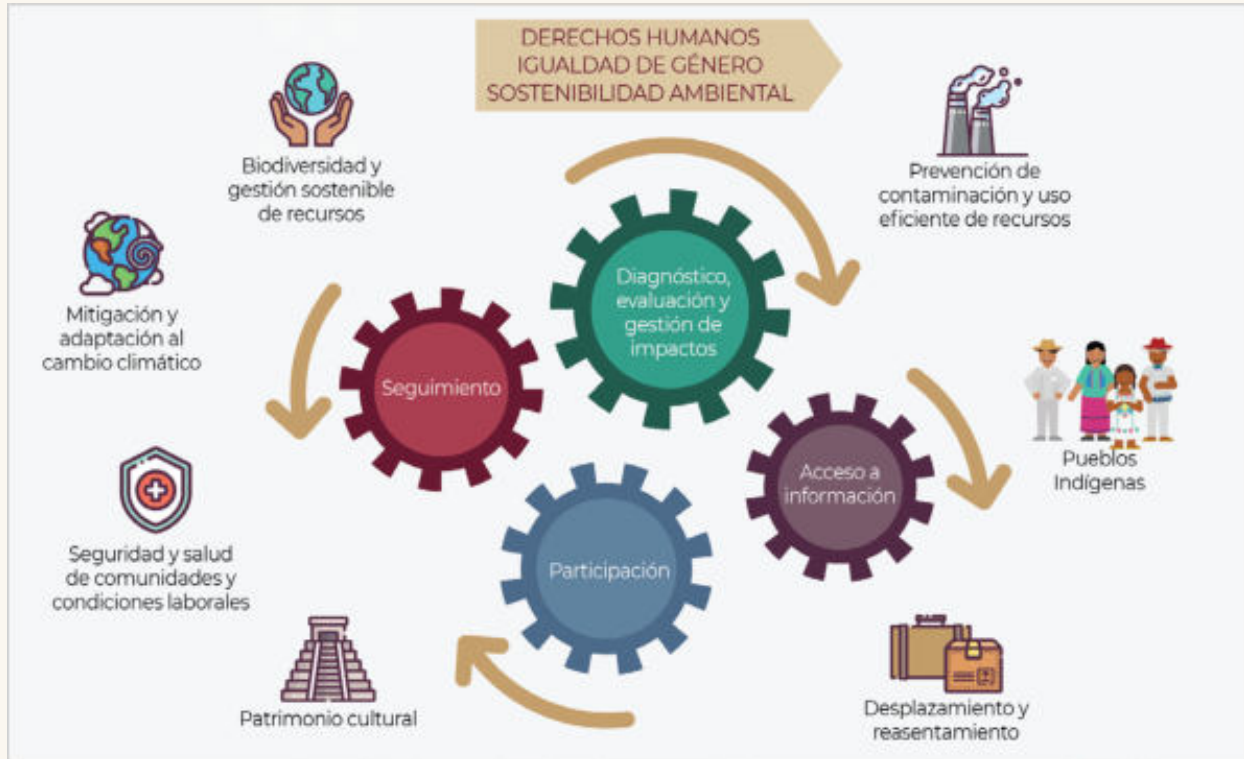 DERECHOS HUMANOS
IGUALDAD DE GÉNERO
SOSTENIBILIDAD AMBIENTAL
Biodiversidad y
gestión sostenible
de recursos
Prevención de
contaminación y uso
eficiente de recursos
Mitigación y
adaptación al
cambio climático
Diagnóstico,
evaluación y
gestión de
impactos
Seguimiento
Acceso a
información
Pueblos
Indígenas
Seguridad y salud
de comunidades y
condiciones laborales
Participación
Patrimonio cultural
Desplazamiento y
reasentamiento